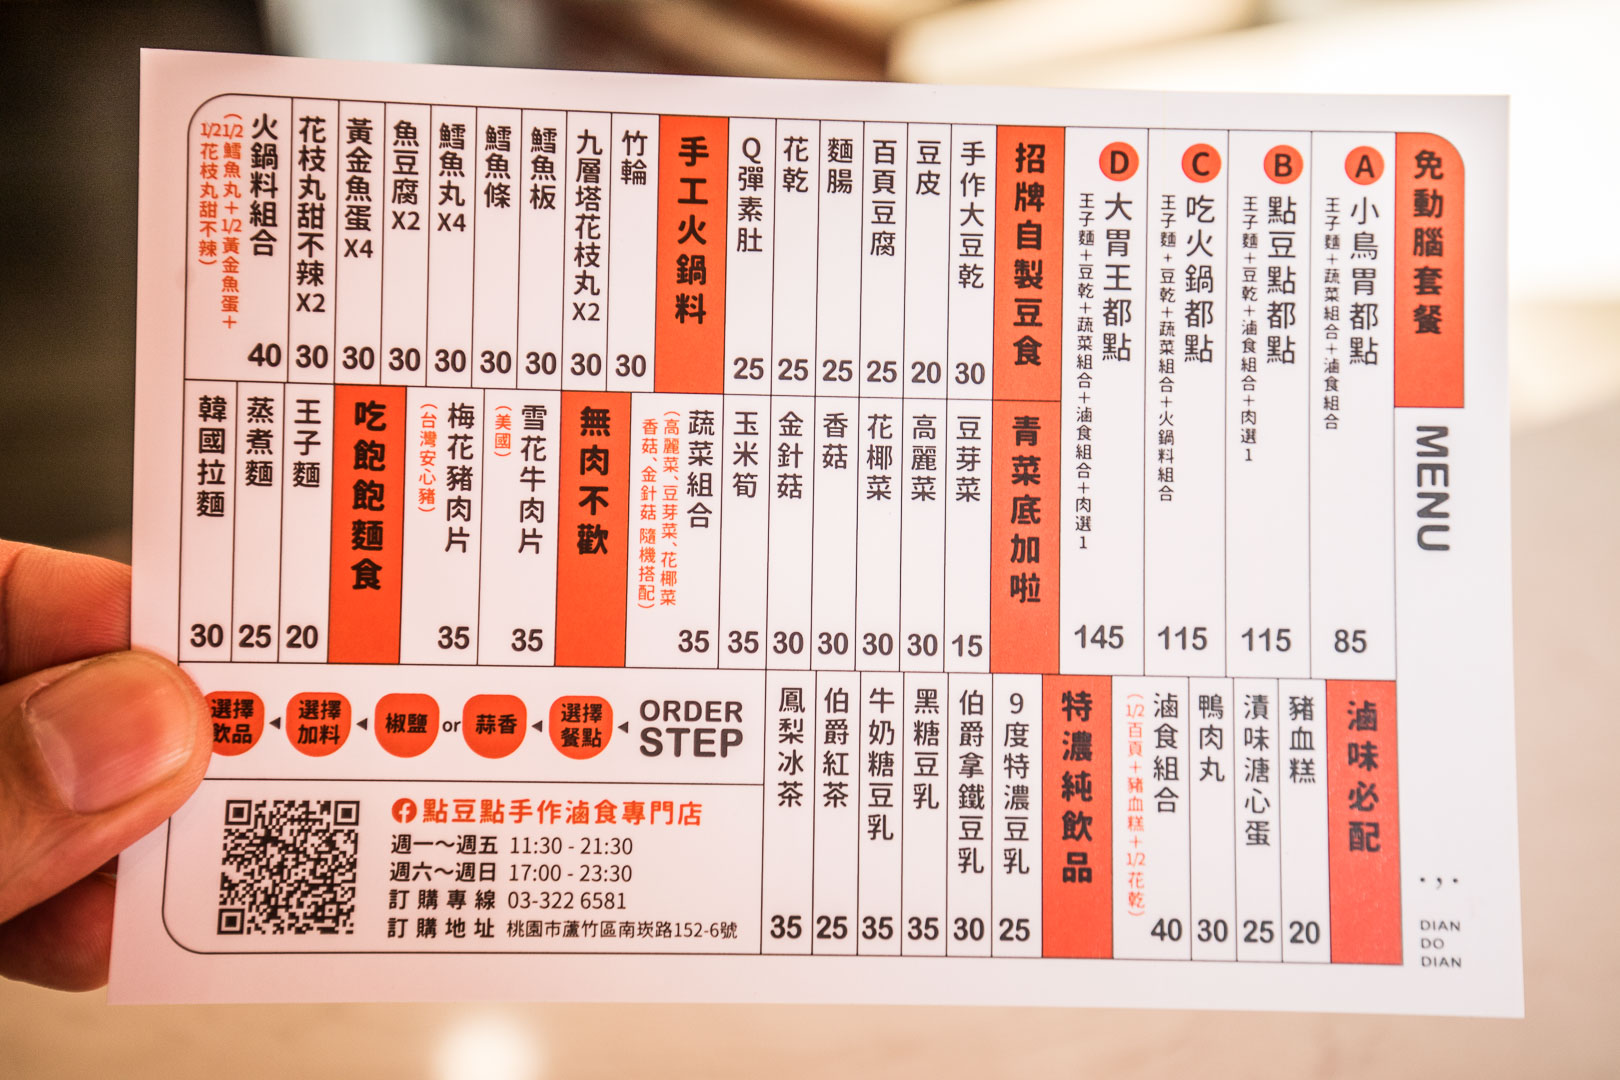 免動腦套餐
MENU
A 小鳥胃都點
王子麵+蔬菜組合+滷食組合
85
B 點豆點都點
王子麵+豆乾+滷食組合+肉選1
115
C 吃火鍋都點
王子麵+豆乾+蔬菜組合+火鍋料組合
115
D 大胃王都點
王子麵+豆乾+蔬菜組合+滷食組合+肉選1
145
招牌自製豆食
手作大豆乾 30
豆皮 20
百頁豆腐 25
麵腸 25
花乾 25
Q彈素肚 25
手工火鍋料
竹輪 30
九層塔花枝丸X2 30
鱈魚板 30
鱈魚條 30
鱈魚丸X4 30
魚豆腐X2 30
黃金魚蛋X4 30
花枝丸甜不辣X2 30
火鍋料組合 40
(1/2鱈魚丸+1/2黃金魚蛋+
1/2花枝丸甜不辣)
青菜底加啦
豆芽菜 15
高麗菜 30
花椰菜 30
香菇 30
金針菇 30
玉米筍 35
蔬菜組合 35
(高麗菜、豆芽菜、花椰菜
香菇、金針菇 隨機搭配)
無肉不歡
雪花牛肉片 35
(美國)
梅花豬肉片 35
(台灣安心豬)
吃飽飽麵食
王子麵 20
蒸煮麵 25
韓國拉麵 30
滷味必配
豬血糕 20
漬味溏心蛋 25
鴨肉丸 30
滷食組合 40
(1/2百頁+豬血糕+1/2花乾)
特濃純飲品
9度特濃豆乳 25
伯爵拿鐵豆乳 30
黑糖豆乳 35
牛奶糖豆乳 35
伯爵紅茶 25
鳳梨冰茶 35
ORDER
STEP
選擇
餐點
蒜香 or 椒鹽
選擇
加料
選擇
飲品
點豆點手作滷食專門店
週一～週五 11:30 - 21:30
週六～週日 17:00 - 23:30
訂購專線 03-322 6581
訂購地址 桃園市蘆竹區南崁路152-6號
DIAN
DO
DIAN